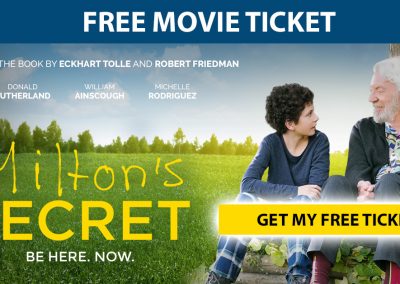 FREE MOVIE TICKET
THE BOOK BY ECKHART TOLLE AND ROBERT FRIEDMAN
DONALD WILLIAM MICHELLE
UTHERLAND AINSCOUGH RODRIGUEZ
Milton's
ECRET
BE HERE. NOW.
GET MY FREE TICK